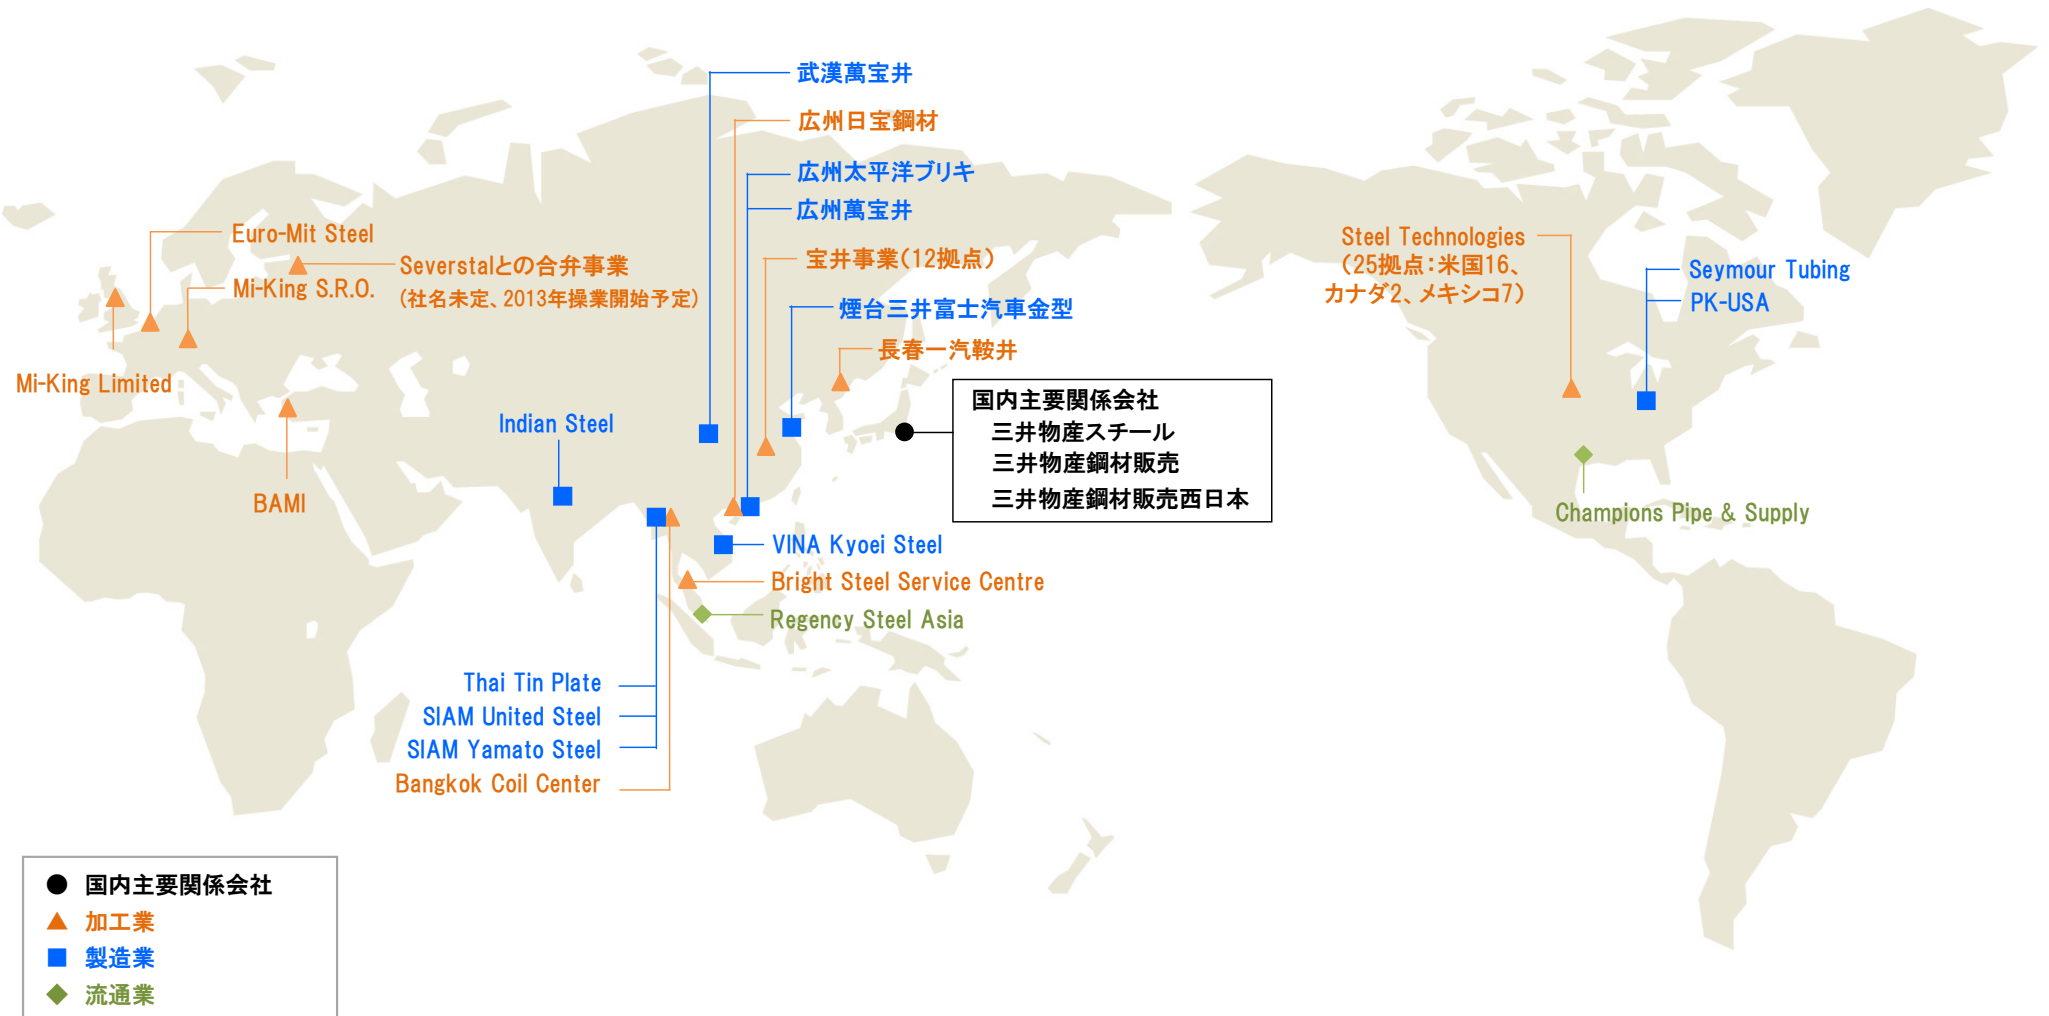 武漢萬宝井
広州日宝鋼材
広州太平洋ブリキ
広州萬宝井
宝井事業(12拠点)
煙台三井富士汽車金型
長春一汽鞍井
Euro-Mit Steel
Severstalとの合弁事業
(社名未定、2013年操業開始予定)
Mi-King S.R.O.
Mi-King Limited
BAMI
Indian Steel
国内主要関係会社
三井物産スチール
三井物産鋼材販売
三井物産鋼材販売西日本
Steel Technologies
(25拠点:米国16、
カナダ2、メキシコ7)
Seymour Tubing
PK-USA
Champions Pipe & Supply
VINA Kyoei Steel
Bright Steel Service Centre
Regency Steel Asia
Thai Tin Plate
SIAM United Steel
SIAM Yamato Steel
Bangkok Coil Center
国内主要関係会社
加工業
製造業
流通業